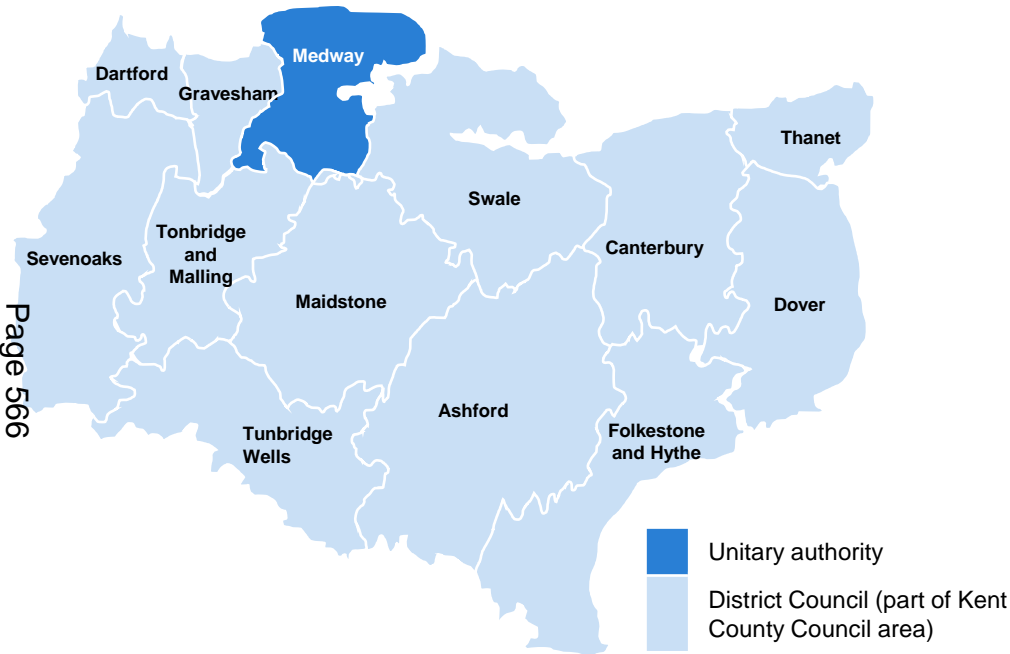 Medway
Dartford
Gravesham
Thanet
Swale
Tonbridge
and
Malling
Canterbury
Sevenoaks
Maidstone
Dover
Page 566
Ashford
Tunbridge
Wells
Folkestone
and Hythe
Unitary authority
District Council (part of Kent
County Council area)